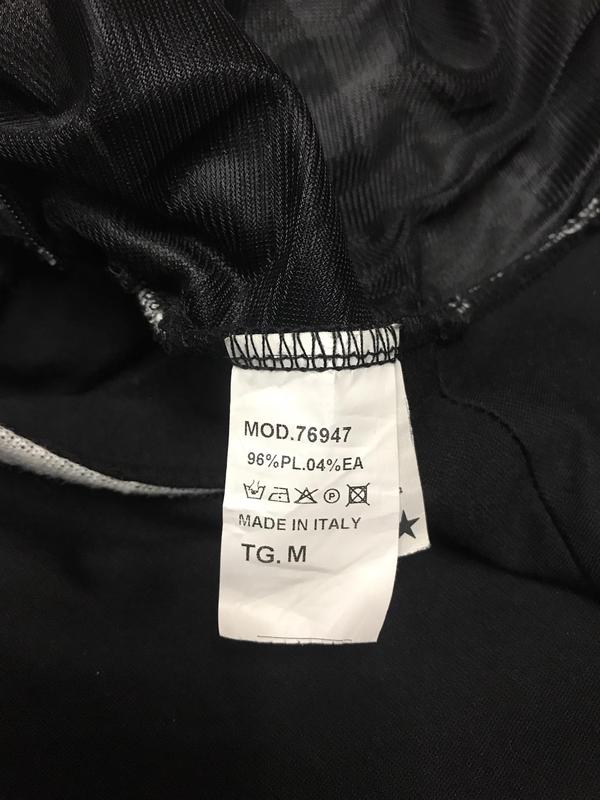 MOD.76947
96%PL.04%EA
MADE IN ITALY
TG. M